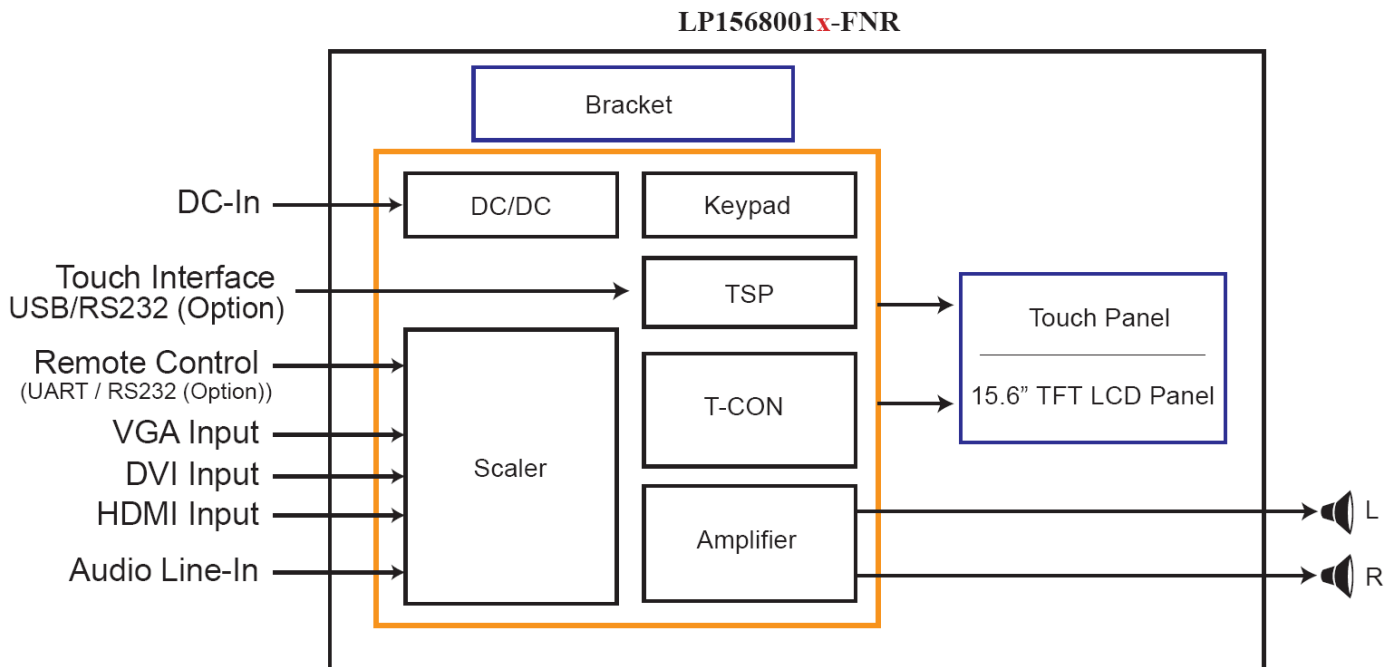 LP1568001x-FNR
Bracket
DC-In
DC/DC
Keypad
Touch Interface
USB/RS232 (Option)
TSP
Touch Panel
15.6” TFT LCD Panel
Remote Control
(UART / RS232 (Option))
VGA Input
DVI Input
HDMI Input
Audio Line-In
Scaler
T-CON
Amplifier
L
R